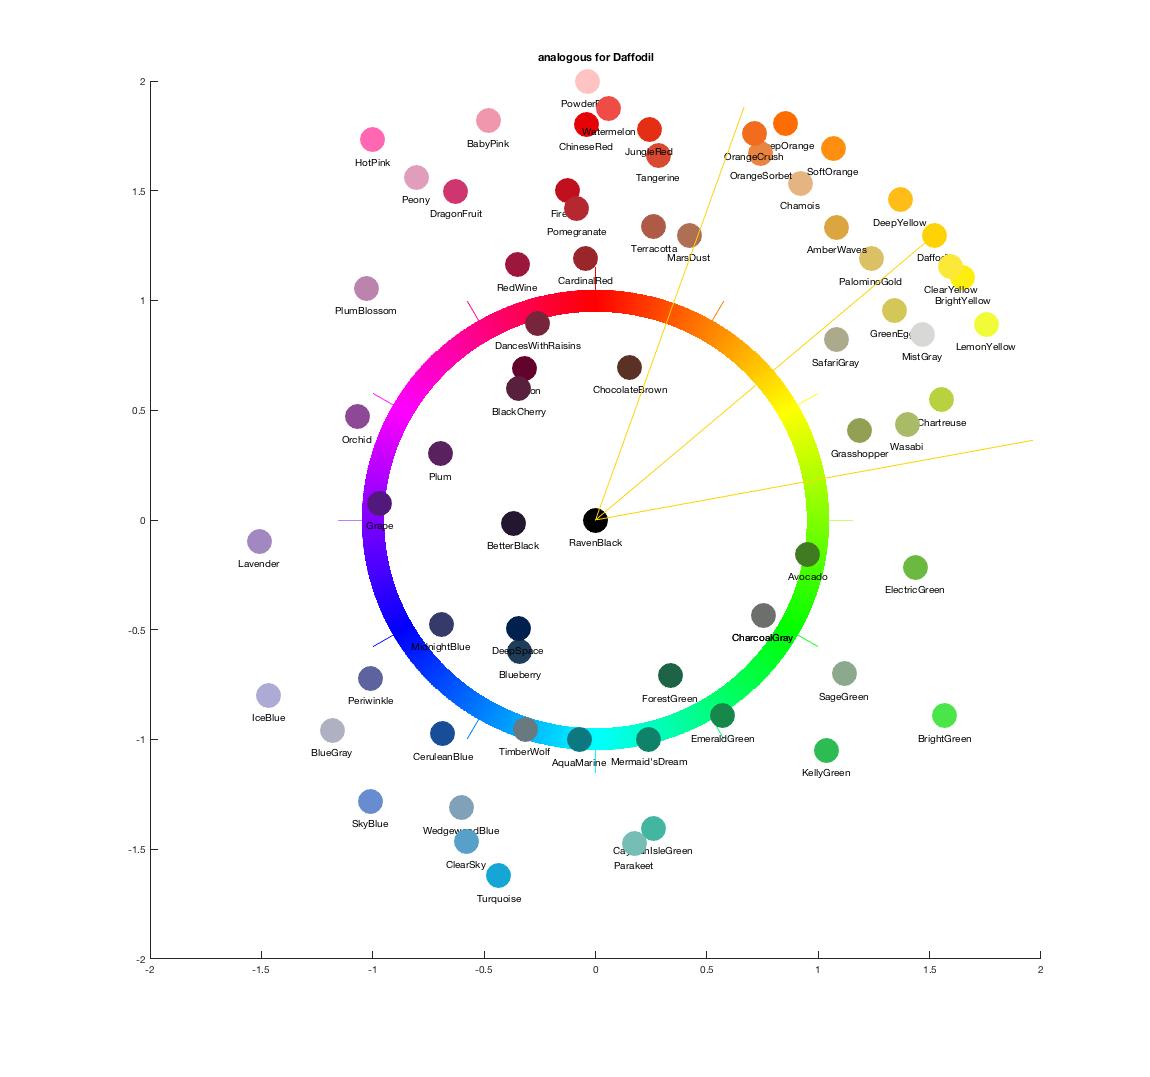 analogous for Daffodil
2
PowderP
Watermelon
ChineseRed
BabyPink
JungleRed
epOrange
OrangeCrush
HotPink
SoftOrange
Tangerine
OrangeSorbet
1.5
Peony
Chamois
DragonFruit
Fire
DeepYellow
Pomegranate
Terracotta
AmberWaves
MarsDust
Daffo
CardinalRed
PalominoGold
RedWine
ClearYellow
1
BrightYellow
PlumBlossom
GreenEg
DancesWithRaisins
LemonYellow
MistGray
SafariGray
ChocolateBrown
on
BlackCherry
0.5
Chartreuse
Orchid
Wasabi
Grasshopper
Plum
0
Grape
RavenBlack
BetterBlack
Lavender
Avocado
ElectricGreen
-0.5
CharcoalGray
MidnightBlue
DeepSpace
Blueberry
SageGreen
Periwinkle
ForestGreen
IceBlue
-1
EmeraldGreen
BrightGreen
BlueGray
TimberWolf
CeruleanBlue
AquaMarine
Mermaid'sDream
KellyGreen
SkyBlue
WedgewoodBlue
-1.5
IsleGreen
ClearSky
Parakeet
Turquoise
-2
-2 -1.5 -1 -0.5 0 0.5 1 1.5 2